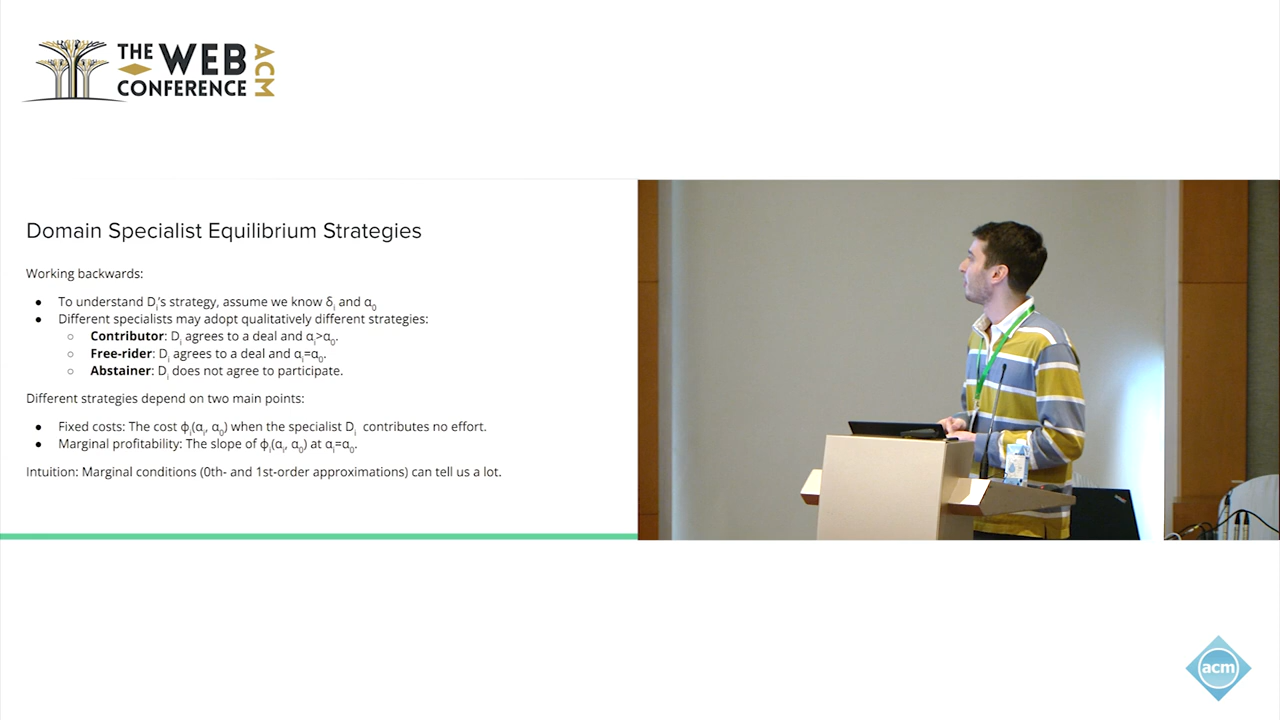 THE WEB CONFERENCE ACM
Domain Specialist Equilibrium Strategies
Working backwards:
● To understand Dᵢ's strategy, assume we know δᵢ and α₀
● Different specialists may adopt qualitatively different strategies:
○ Contributor: Dᵢ agrees to a deal and αᵢ>α₀.
○ Free-rider: Dᵢ agrees to a deal and αᵢ=α₀.
○ Abstainer: Dᵢ does not agree to participate.
Different strategies depend on two main points:
● Fixed costs: The cost ϕᵢ(αᵢ, α₀) when the specialist Dᵢ contributes no effort.
● Marginal profitability: The slope of ϕᵢ(αᵢ, α₀) at αᵢ=α₀.
Intuition: Marginal conditions (0th- and 1st-order approximations) can tell us a lot.
acm